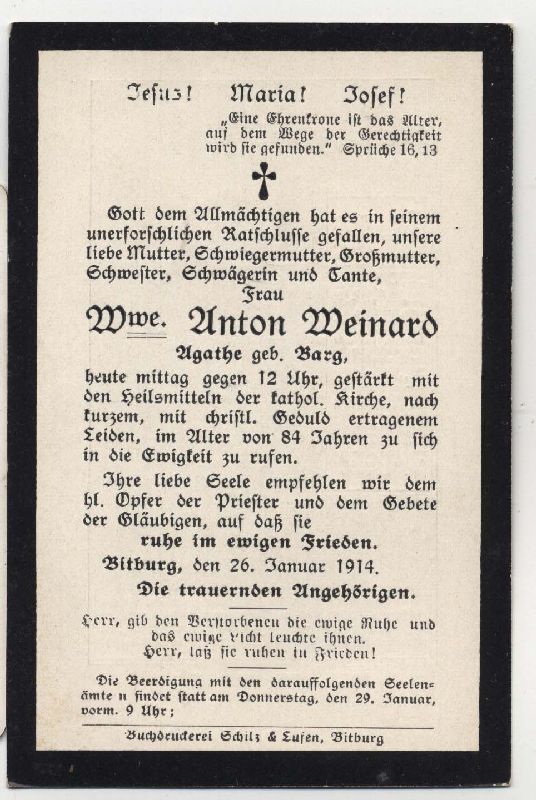 Jesus! Maria! Josef!
„Eine Ehrenkrone ist das Alter,
auf dem Wege der Gerechtigkeit
wird sie gefunden.“ Sprüche 16, 13
Gott dem Allmächtigen hat es in seinem
unerforschlichen Ratschlusse gefallen, unsere
liebe Mutter, Schwiegermutter, Großmutter,
Schwester, Schwägerin und Tante,
Frau
Wwe. Anton Weinard
Agathe geb. Barg,
heute mittag gegen 12 Uhr, gestärkt mit
den Heilsmitteln der kathol. Kirche, nach
kurzem, mit christl. Geduld ertragenem
Leiden, im Alter von 84 Jahren zu sich
in die Ewigkeit zu rufen.
Ihre liebe Seele empfehlen wir dem
hl. Opfer der Priester und dem Gebete
der Gläubigen, auf daß sie
ruhe im ewigen Frieden.
Bitburg, den 26. Januar 1914.
Die trauernden Angehörigen.
Herr, gib den Verstorbenen die ewige Ruhe und
das ewige Licht leuchte ihnen.
Herr, laß sie ruhen in Frieden!
Die Beerdigung mit den darauffolgenden Seelen-
ämtern findet statt am Donnerstag, den 29. Januar,
vorm. 9 Uhr;
Buchdruckerei Schilz & Lufen, Bitburg